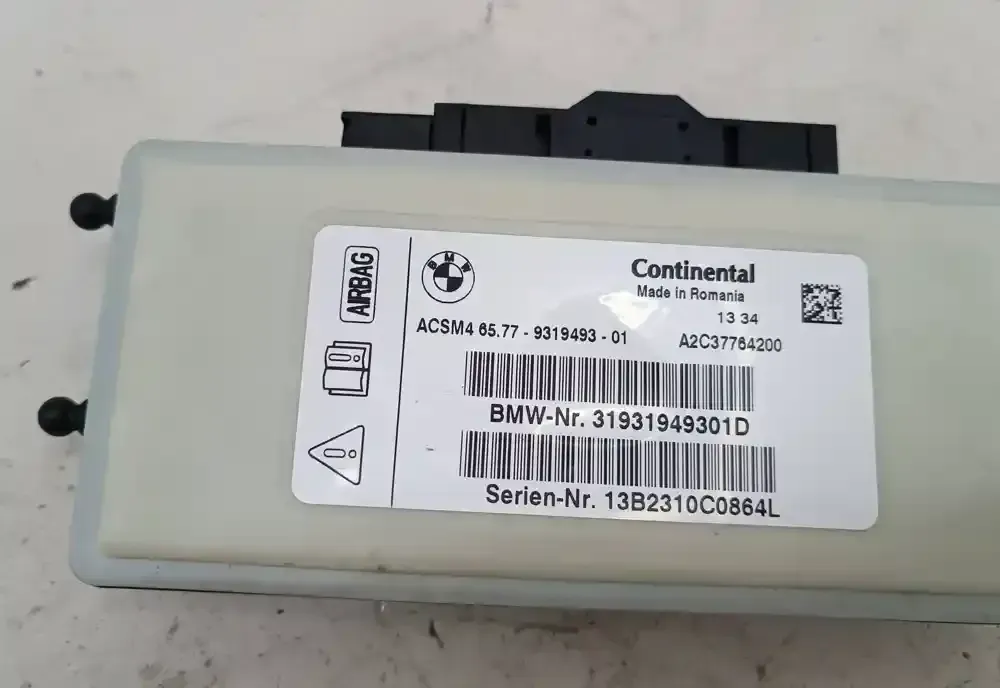 AIRBAG
BMW
Continental
Made in Romania
13 34
ACSM4 65.77 - 9319493 - 01
A2C37764200
BMW-Nr. 31931949301D
Serien-Nr. 13B2310C0864L